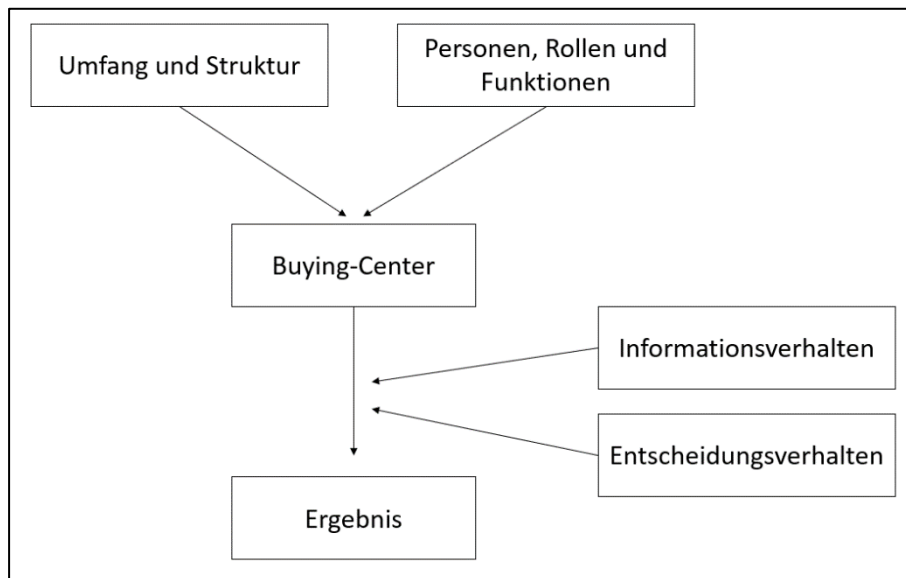 Umfang und Struktur
Personen, Rollen und
Funktionen
Buying-Center
Informationsverhalten
Entscheidungsverhalten
Ergebnis